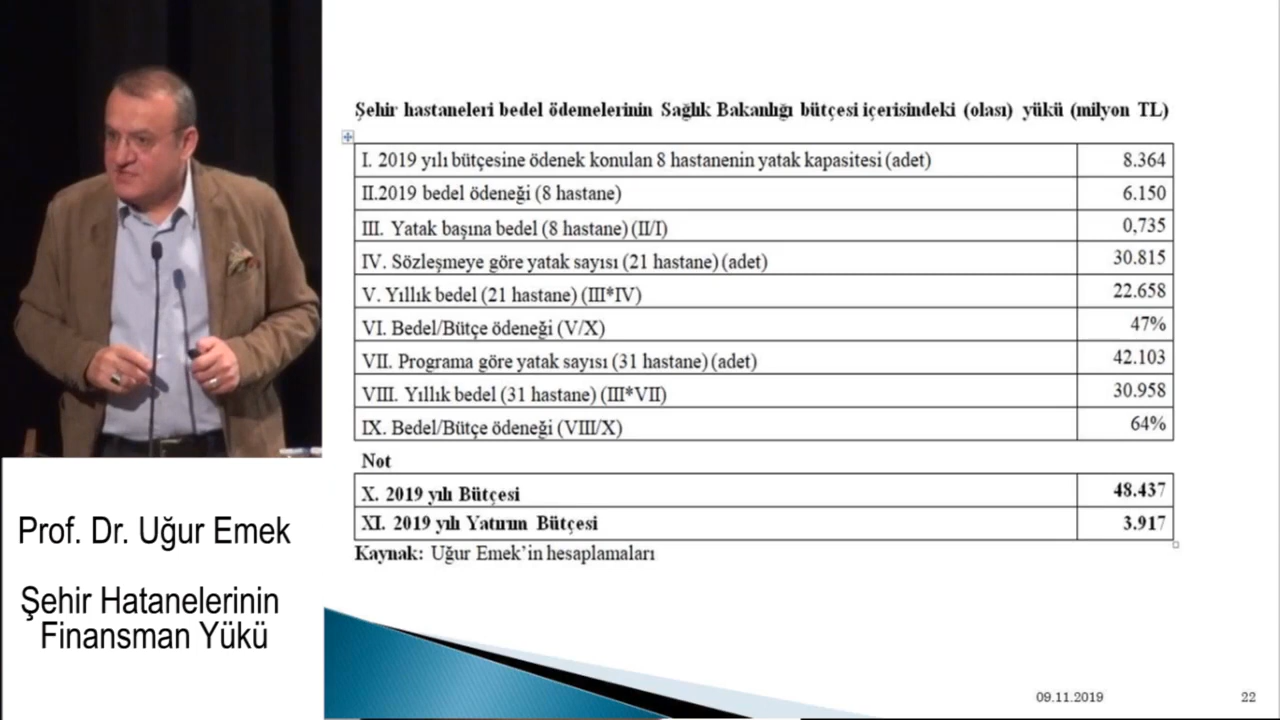 Şehir hastaneleri bedel ödemelerinin Sağlık Bakanlığı bütçesi içerisindeki (olası) yükü (milyon TL)
I. 2019 yılı bütçesine ödenek konulan 8 hastanenin yatak kapasitesi (adet) 8.364
II.2019 bedel ödeneği (8 hastane) 6.150
III. Yatak başına bedel (8 hastane) (II/I) 0,735
IV. Sözleşmeye göre yatak sayısı (21 hastane) (adet) 30.815
V. Yıllık bedel (21 hastane) (III*IV) 22.658
VI. Bedel/Bütçe ödeneği (V/X) 47%
VII. Programa göre yatak sayısı (31 hastane) (adet) 42.103
VIII. Yıllık bedel (31 hastane) (III*VII) 30.958
IX. Bedel/Bütçe ödeneği (VIII/X) 64%
Not
X. 2019 yılı Bütçesi 48.437
XI. 2019 yılı Yatırım Bütçesi 3.917
Kaynak: Uğur Emek'in hesaplamaları
09.11.2019 22
Prof. Dr. Uğur Emek
Şehir Hatanelerinin
Finansman Yükü